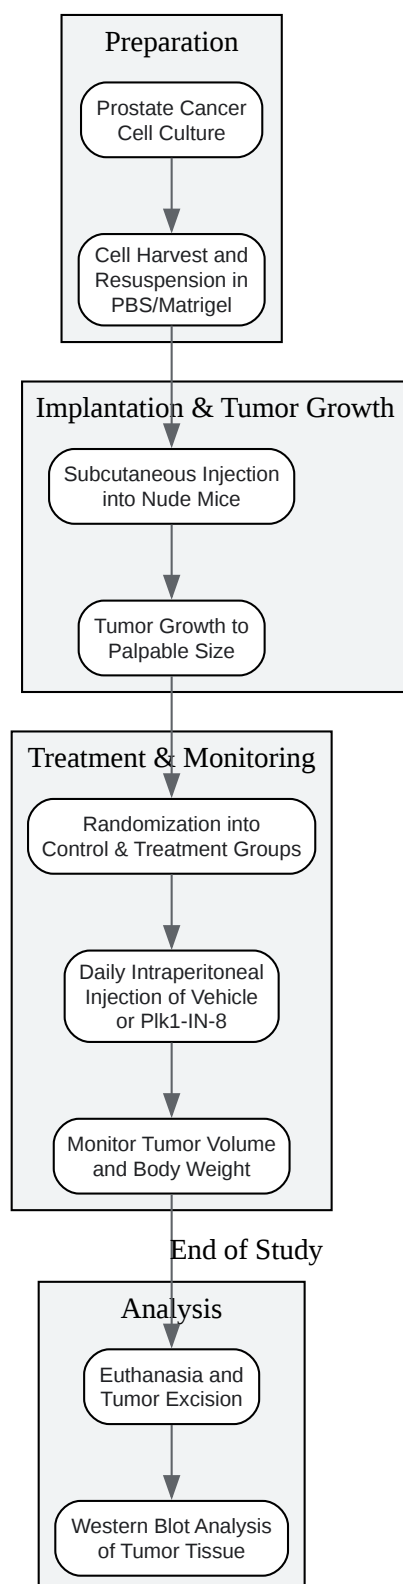 Preparation
Prostate Cancer
Cell Culture
Cell Harvest and
Resuspension in
PBS/Matrigel
Implantation & Tumor Growth
Subcutaneous Injection
into Nude Mice
Tumor Growth to
Palpable Size
Treatment & Monitoring
Randomization into
Control & Treatment Groups
Daily Intraperitoneal
Injection of Vehicle
or Plk1-IN-8
Monitor Tumor Volume
and Body Weight
End of Study
Analysis
Euthanasia and
Tumor Excision
Western Blot Analysis
of Tumor Tissue